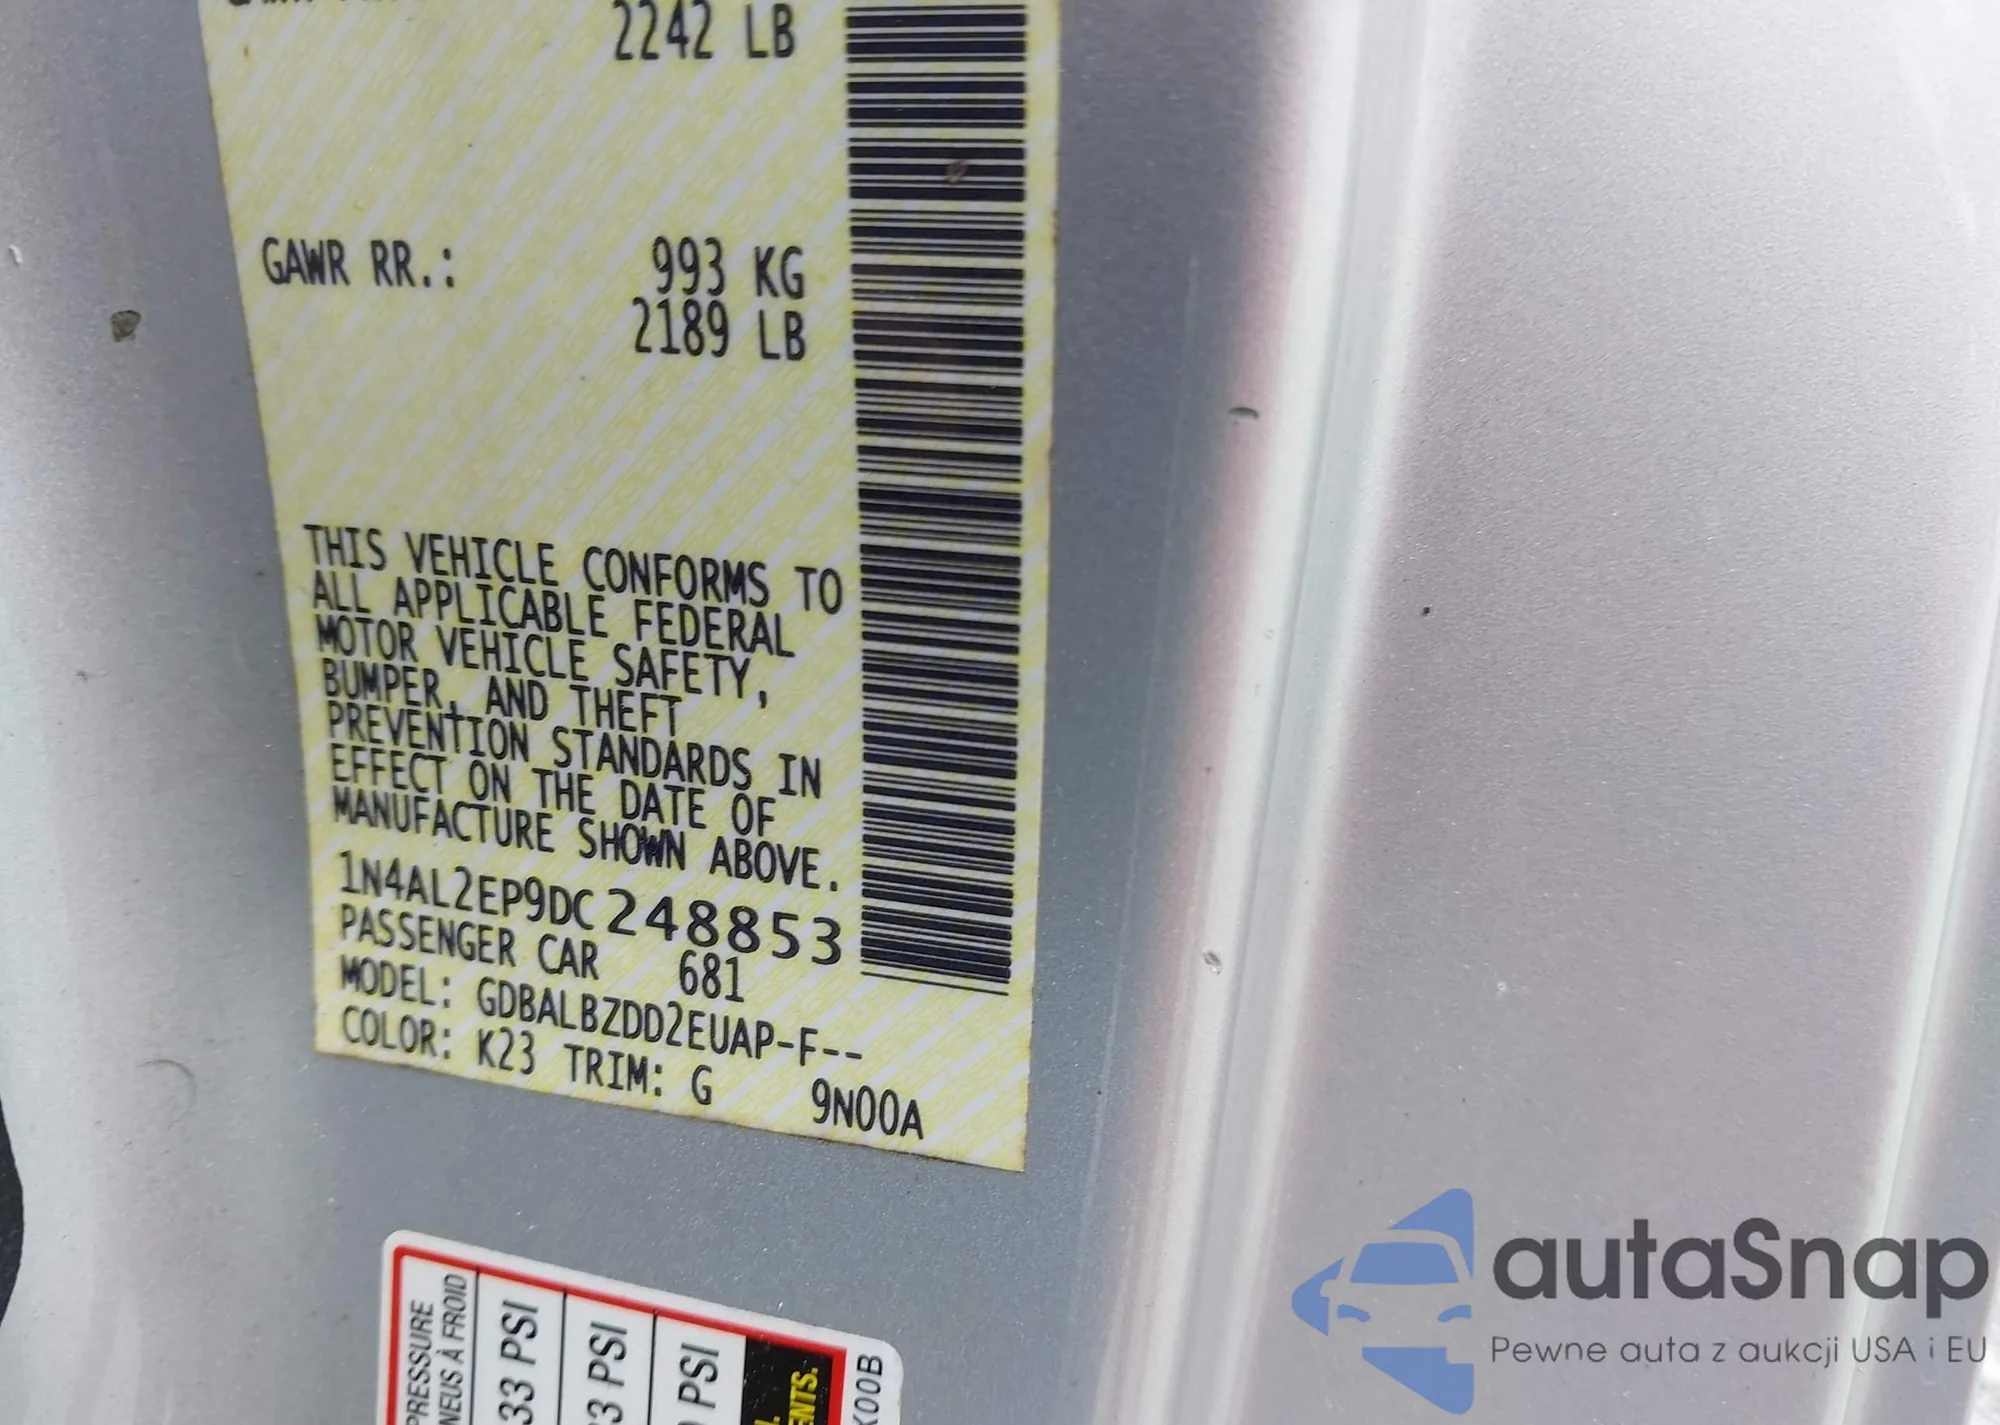 2242 LB
GAWR RR.: 993 KG
2189 LB
THIS VEHICLE CONFORMS TO
ALL APPLICABLE FEDERAL
MOTOR VEHICLE SAFETY,
BUMPER, AND THEFT
PREVENTION STANDARDS IN
EFFECT ON THE DATE OF
MANUFACTURE SHOWN ABOVE.
1N4AL2EP9DC248853
PASSENGER CAR 681
MODEL: GDBALBZDD2EUAP-F--
COLOR: K23 TRIM: G 9N00A
PRESSURE
NEUS À FROID
33 PSI
3 PSI
PSI
K00B
autaSnap
Pewne auta z aukcji USA i EU